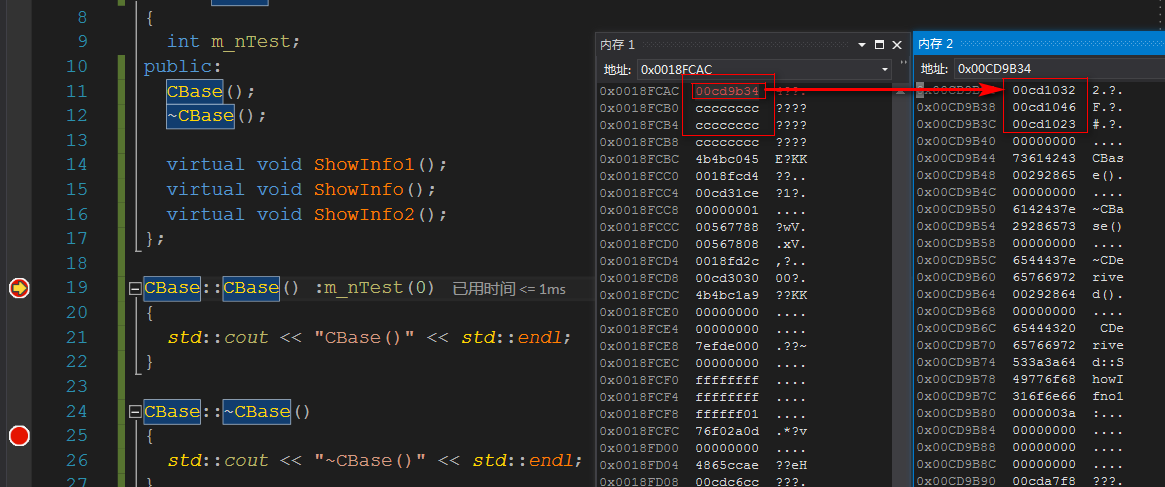 8 {
9 int m_nTest;
10 public:
11 CBase();
12 ~CBase();
13
14 virtual void ShowInfo1();
15 virtual void ShowInfo();
16 virtual void ShowInfo2();
17 };
18
19 CBase::CBase() :m_nTest(0) 已用时间 <= 1ms
20 {
21 std::cout << "CBase()" << std::endl;
22 }
23
24 CBase::~CBase()
25 {
26 std::cout << "~CBase()" << std::endl;
27 }
内存 1
地址: 0x0018FCAC
0x0018FCAC 00cd9b34 ???.
0x0018FCB0 cccccccc ????
0x0018FCB4 cccccccc ????
0x0018FCB8 cccccccc ????
0x0018FCBC 4b4bc045 E?KK
0x0018FCC0 0018fcd4 ??..
0x0018FCC4 00cd31ce ?1?.
0x0018FCC8 00000001 ....
0x0018FCCC 00567788 ?wV.
0x0018FCD0 00567808 .xV.
0x0018FCD4 0018fd2c ,?..
0x0018FCD8 00cd3030 00?.
0x0018FCDC 4b4bc1a9 ??KK
0x0018FCE0 00000000 ....
0x0018FCE4 00000000 ....
0x0018FCE8 7efde000 .??~
0x0018FCEC 00000000 ....
0x0018FCF0 ffffffff ....
0x0018FCF4 ffffffff ....
0x0018FCF8 ffffff01 ....
0x0018FCFC 76f02a0d .*?v
0x0018FD00 00000000 ....
0x0018FD04 4865ccae ??eH
0x0018FD08 00cdc6cc ???.
内存 2
地址: 0x00CD9B34
00cd1032 2.?.
0x00CD9B38 00cd1046 F.?.
0x00CD9B3C 00cd1023 #.?.
0x00CD9B40 00000000 ....
0x00CD9B44 73614243 CBas
0x00CD9B48 00292865 e().
0x00CD9B4C 00000000 ....
0x00CD9B50 6142437e ~CBa
0x00CD9B54 29286573 se()
0x00CD9B58 00000000 ....
0x00CD9B5C 6544437e ~CDe
0x00CD9B60 65766972 rive
0x00CD9B64 00292864 d().
0x00CD9B68 00000000 ....
0x00CD9B6C 65444320 CDe
0x00CD9B70 65766972 rive
0x00CD9B74 533a3a64 d::S
0x00CD9B78 49776f68 howI
0x00CD9B7C 316f6e66 fno1
0x00CD9B80 0000003a :...
0x00CD9B84 00000000 ....
0x00CD9B88 00000000 ....
0x00CD9B8C 00000000 ....
0x00CD9B90 00cda7f8 ???.